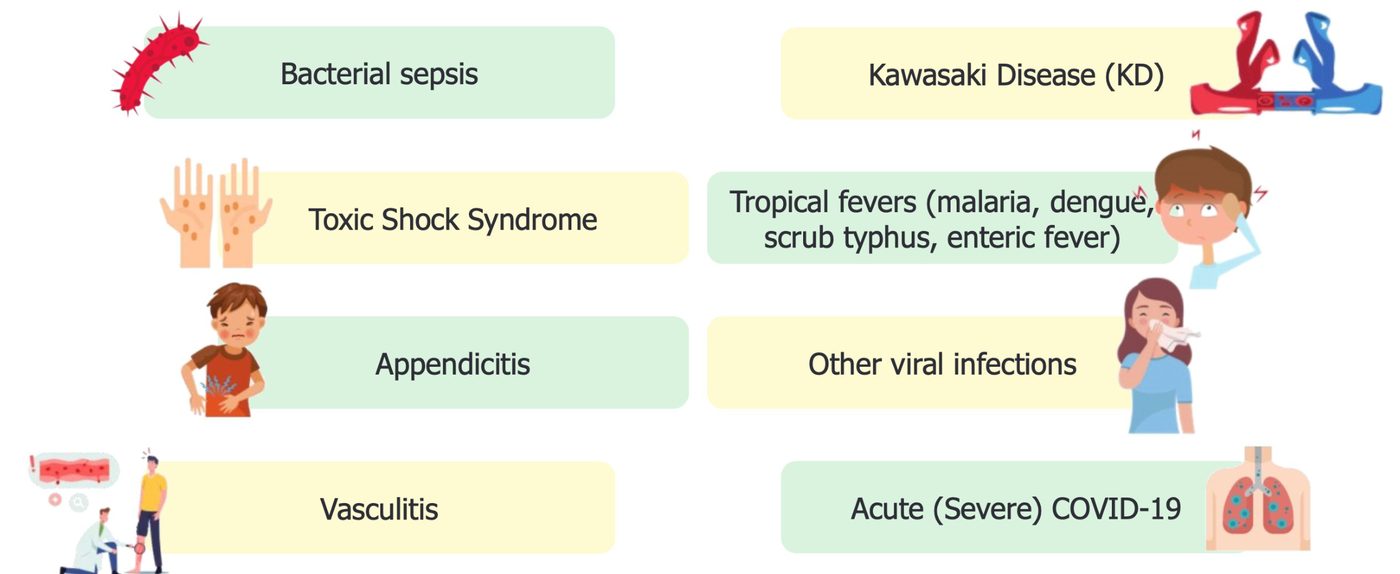 Bacterial sepsis
Kawasaki Disease (KD)
Toxic Shock Syndrome
Tropical fevers (malaria, dengue,
scrub typhus, enteric fever)
Appendicitis
Other viral infections
Vasculitis
Acute (Severe) COVID-19